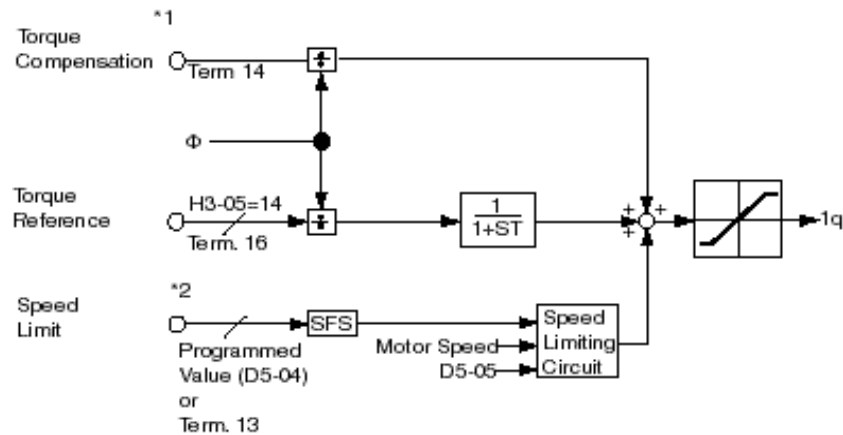 *1
Torque
Compensation
Term 14
÷
Φ
Torque
Reference
H3-05=14
Term. 16
÷
1
1+ST
+
+
+
1q
Speed
Limit
*2
SFS
Programmed
Value (D5-04)
or
Term. 13
Motor Speed
D5-05
Speed
Limiting
Circuit